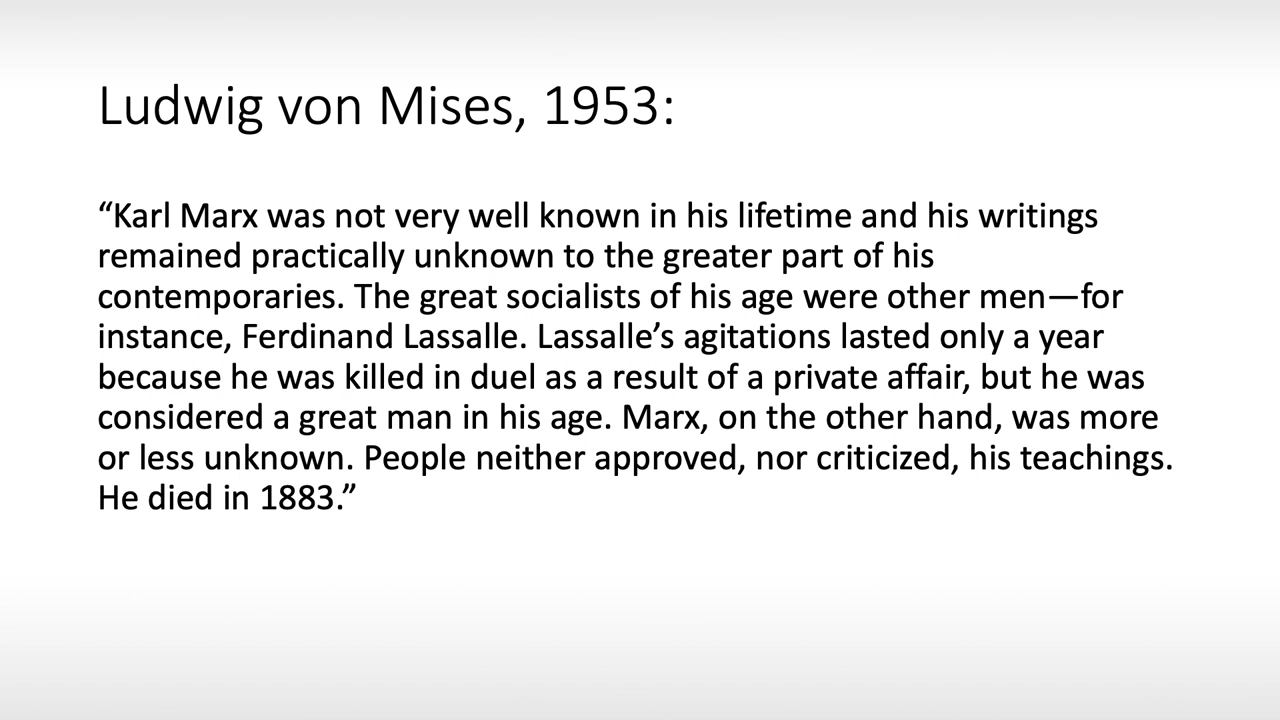 Ludwig von Mises, 1953:
“Karl Marx was not very well known in his lifetime and his writings
remained practically unknown to the greater part of his
contemporaries. The great socialists of his age were other men—for
instance, Ferdinand Lassalle. Lassalle’s agitations lasted only a year
because he was killed in duel as a result of a private affair, but he was
considered a great man in his age. Marx, on the other hand, was more
or less unknown. People neither approved, nor criticized, his teachings.
He died in 1883.”